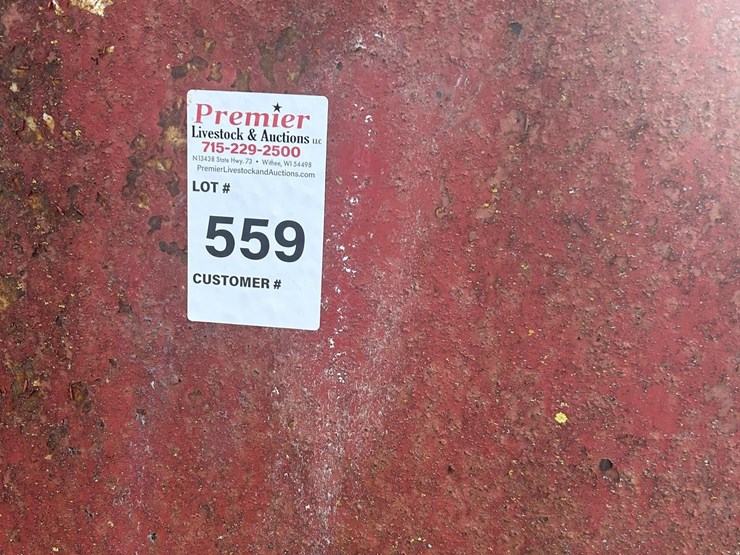 Premier
Livestock & Auctions LLC
715-229-2500
N13438 State Hwy. 73 • Withee, WI 54498
PremierLivestockandAuctions.com
LOT #
559
CUSTOMER #